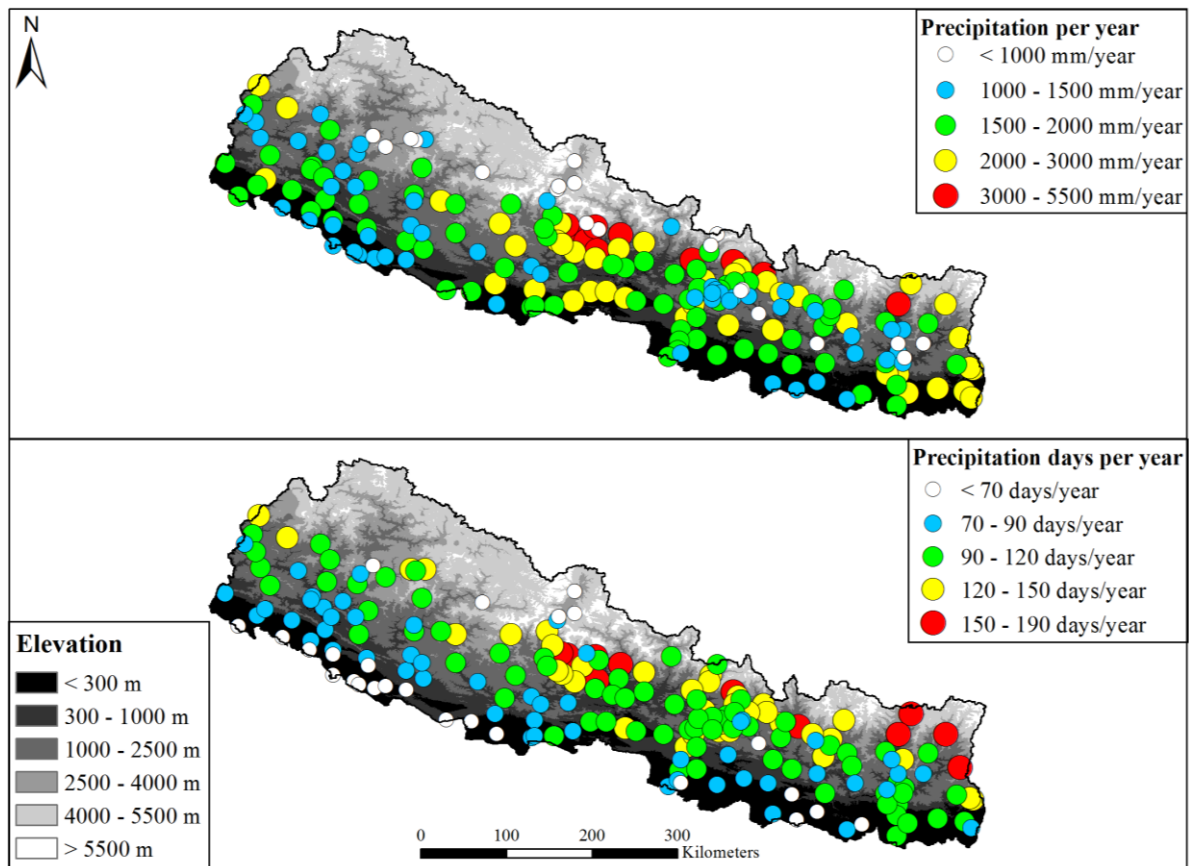 N
Precipitation per year
< 1000 mm/year
1000 - 1500 mm/year
1500 - 2000 mm/year
2000 - 3000 mm/year
3000 - 5500 mm/year
Precipitation days per year
< 70 days/year
70 - 90 days/year
90 - 120 days/year
120 - 150 days/year
150 - 190 days/year
Elevation
< 300 m
300 - 1000 m
1000 - 2500 m
2500 - 4000 m
4000 - 5500 m
> 5500 m
0 100 200 300
Kilometers